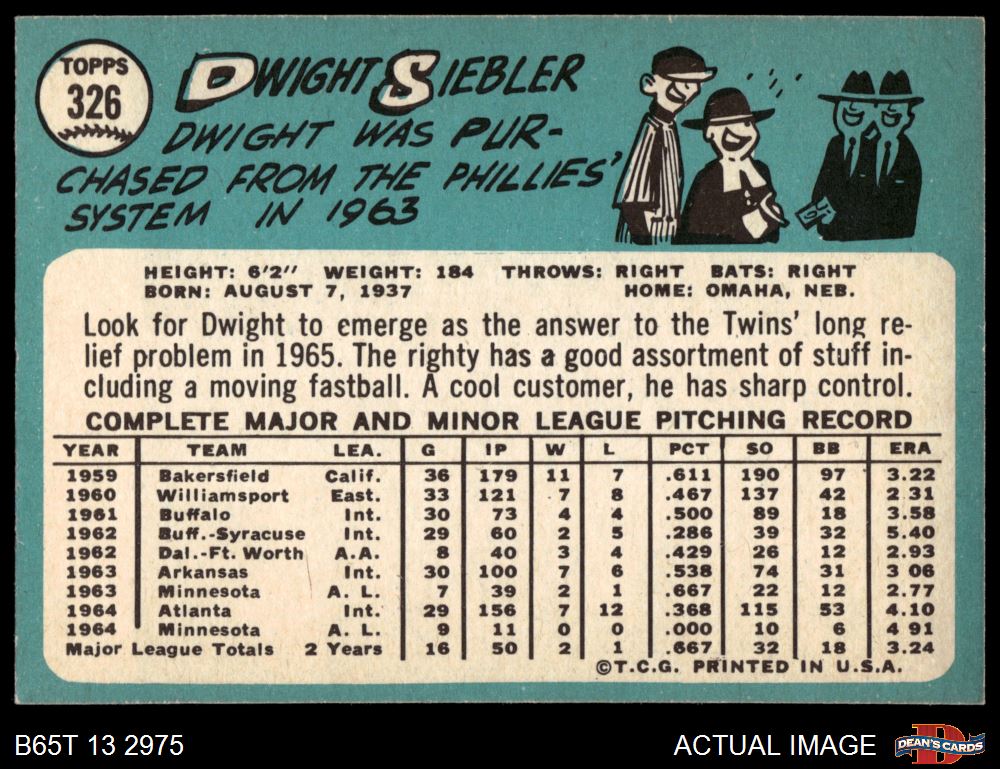 TOPPS
326
DWIGHT SIEBLER
DWIGHT WAS PUR-
CHASED FROM THE PHILLIES'
SYSTEM IN 1963
HEIGHT: 6'2" WEIGHT: 184 THROWS: RIGHT BATS: RIGHT
BORN: AUGUST 7, 1937 HOME: OMAHA, NEB.
Look for Dwight to emerge as the answer to the Twins' long re-
lief problem in 1965. The righty has a good assortment of stuff in-
cluding a moving fastball. A cool customer, he has sharp control.
COMPLETE MAJOR AND MINOR LEAGUE PITCHING RECORD
YEAR TEAM LEA. G IP W L PCT SO BB ERA
1959 Bakersfield Calif. 36 179 11 7 .611 190 97 3.22
1960 Williamsport East. 33 121 7 8 .467 137 42 2 31
1961 Buffalo Int. 30 73 4 4 .500 89 18 3.58
1962 Buff.-Syracuse Int. 29 60 2 5 .286 39 32 5.40
1962 Dal.-Ft. Worth A.A. 8 40 3 4 .429 26 12 2.93
1963 Arkansas Int. 30 100 7 6 .538 74 31 3 06
1963 Minnesota A. L. 7 39 2 1 .667 22 12 2.77
1964 Atlanta Int. 29 156 7 12 .368 115 53 4.10
1964 Minnesota A. L. 9 11 0 0 .000 10 6 4 91
Major League Totals 2 Years 16 50 2 1 .667 32 18 3.24
©T.C.G. PRINTED IN U.S.A.
B65T 13 2975 ACTUAL IMAGE DEAN'S CARDS